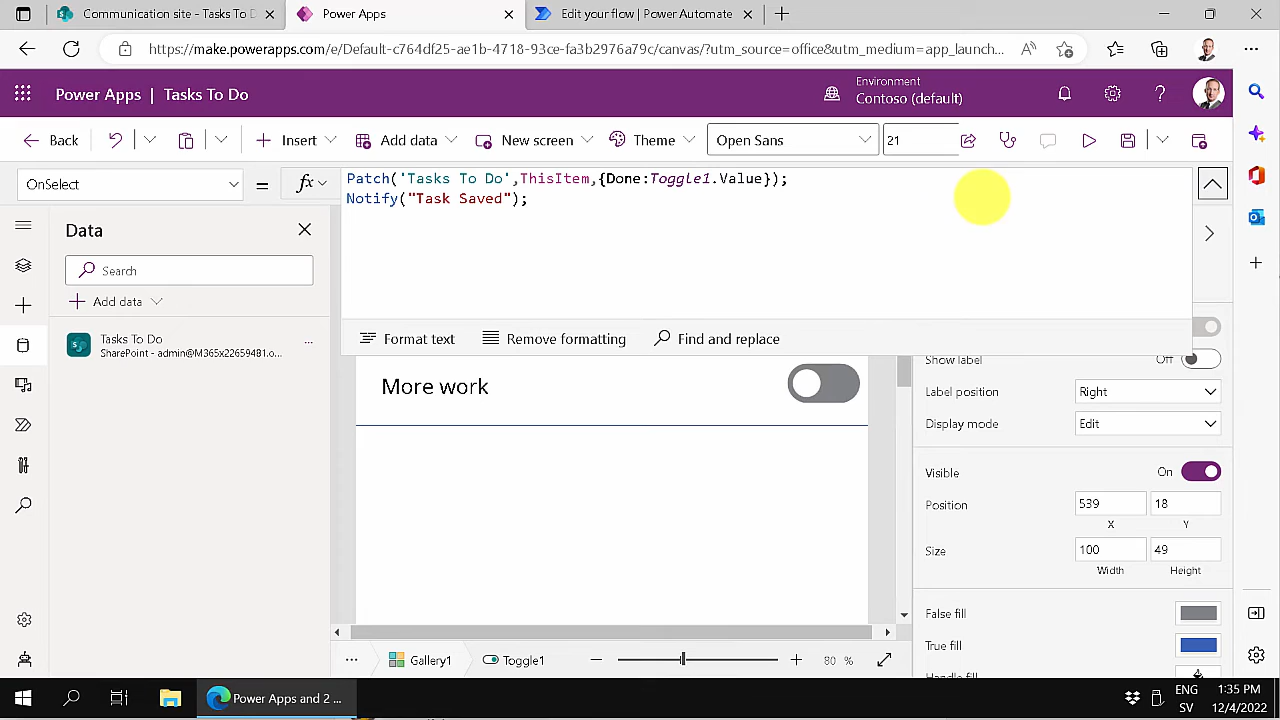 Communication site - Tasks To D
Power Apps
Edit your flow | Power Automate
https://make.powerapps.com/e/Default-c764df25-ae1b-4718-93ce-fa3b2976a79c/canvas/?utm_source=office&utm_medium=app_launch...
Power Apps | Tasks To Do
Environment
Contoso (default)
Back
Insert
Add data
New screen
Theme
Open Sans
21
OnSelect
=
fx
Patch('Tasks To Do',ThisItem,{Done:Toggle1.Value});
Notify("Task Saved");
Data
Search
Add data
Tasks To Do
SharePoint - admin@M365x22659481.o...
Format text
Remove formatting
Find and replace
More work
Show label
Off
Label position
Right
Display mode
Edit
Visible
On
Position
539
18
X
Y
Size
100
49
Width
Height
False fill
True fill
Handle fill
Gallery1
Toggle1
80 %
Power Apps and 2 ...
ENG
SV
1:35 PM
12/4/2022